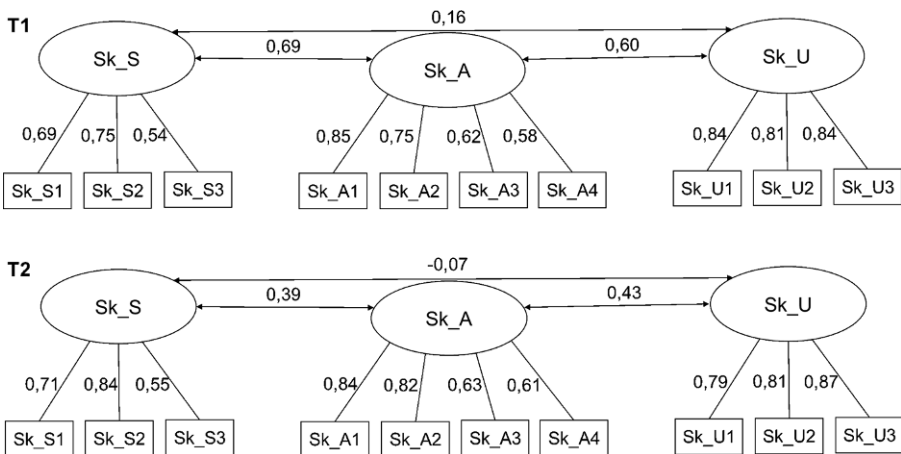 T1
0,16
Sk_S
0,69
Sk_A
0,60
Sk_U
0,69 0,75 0,54
0,85 0,75 0,62 0,58
0,84 0,81 0,84
Sk_S1 Sk_S2 Sk_S3
Sk_A1 Sk_A2 Sk_A3 Sk_A4
Sk_U1 Sk_U2 Sk_U3
T2
-0,07
Sk_S
0,39
Sk_A
0,43
Sk_U
0,71 0,84 0,55
0,84 0,82 0,63 0,61
0,79 0,81 0,87
Sk_S1 Sk_S2 Sk_S3
Sk_A1 Sk_A2 Sk_A3 Sk_A4
Sk_U1 Sk_U2 Sk_U3